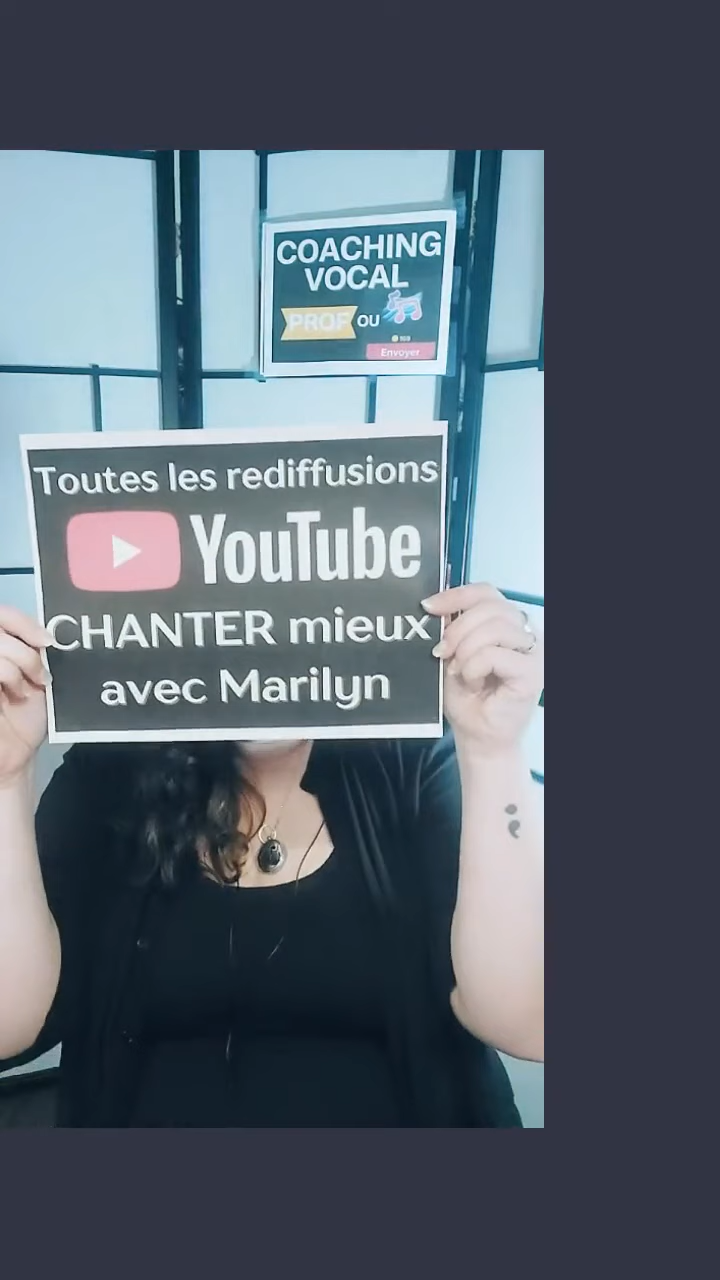 COACHING
VOCAL
PROF OU
Envoyer
Toutes les rediffusions
YouTube
CHANTER mieux
avec Marilyn